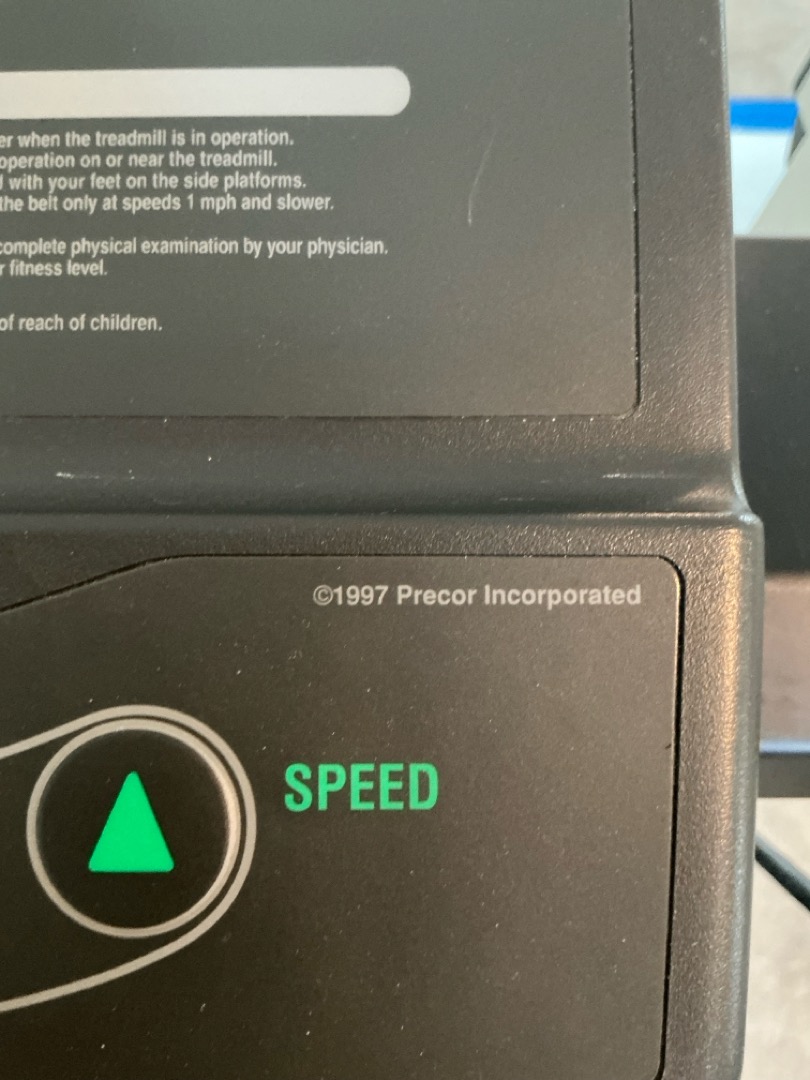 er when the treadmill is in operation.
operation on or near the treadmill.
with your feet on the side platforms.
the belt only at speeds 1 mph and slower.
complete physical examination by your physician.
r fitness level.
of reach of children.
©1997 Precor Incorporated
SPEED